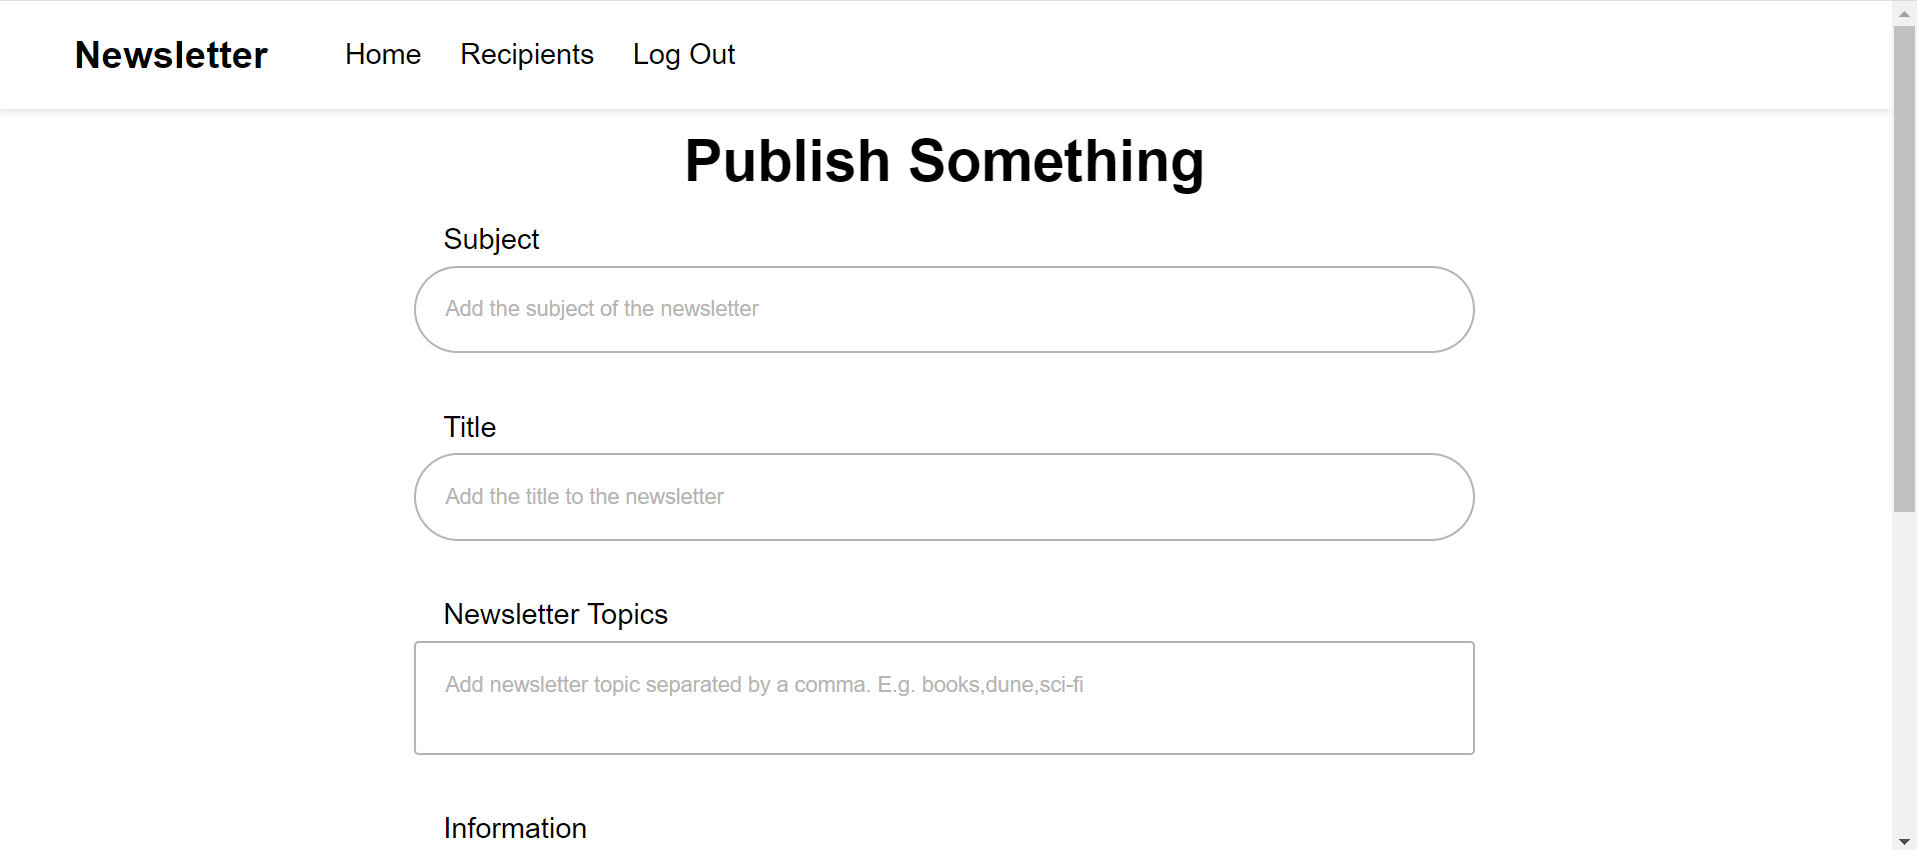 Newsletter Home Recipients Log Out
Publish Something
Subject
Add the subject of the newsletter
Title
Add the title to the newsletter
Newsletter Topics
Add newsletter topic separated by a comma. E.g. books,dune,sci-fi
Information